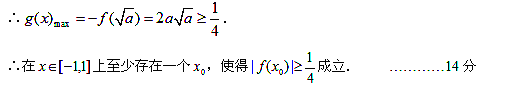 ∴ g(x)max = −f(√a) = 2a√a ≥ 1/4 .
∴在 x∈[−1,1]上至少存在一个 x₀，使得| f(x₀)|≥ 1/4 成立. …………14 分